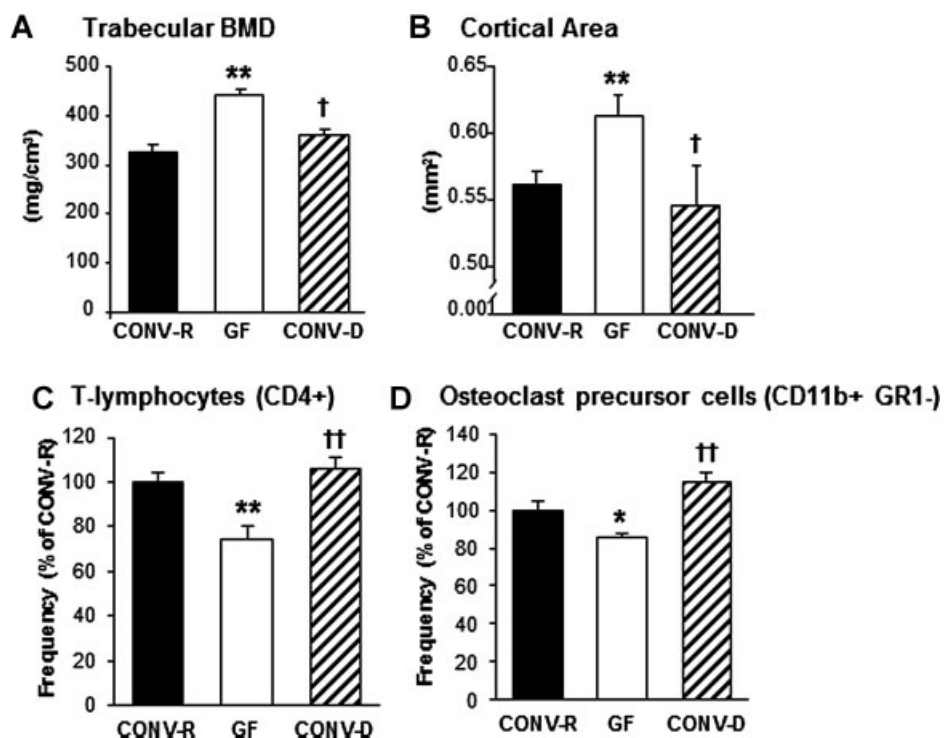 A Trabecular BMD
(mg/cm³)
500
400
300
200
100
0
**
†
CONV-R GF CONV-D
B Cortical Area
(mm²)
0.65
0.60
0.55
0.50
0.00
**
†
CONV-R GF CONV-D
C T-lymphocytes (CD4+)
Frequency (% of CONV-R)
120
100
80
60
40
20
0
**
††
CONV-R GF CONV-D
D Osteoclast precursor cells (CD11b+ GR1-)
Frequency (% of CONV-R)
140
120
100
80
60
40
20
0
*
††
CONV-R GF CONV-D